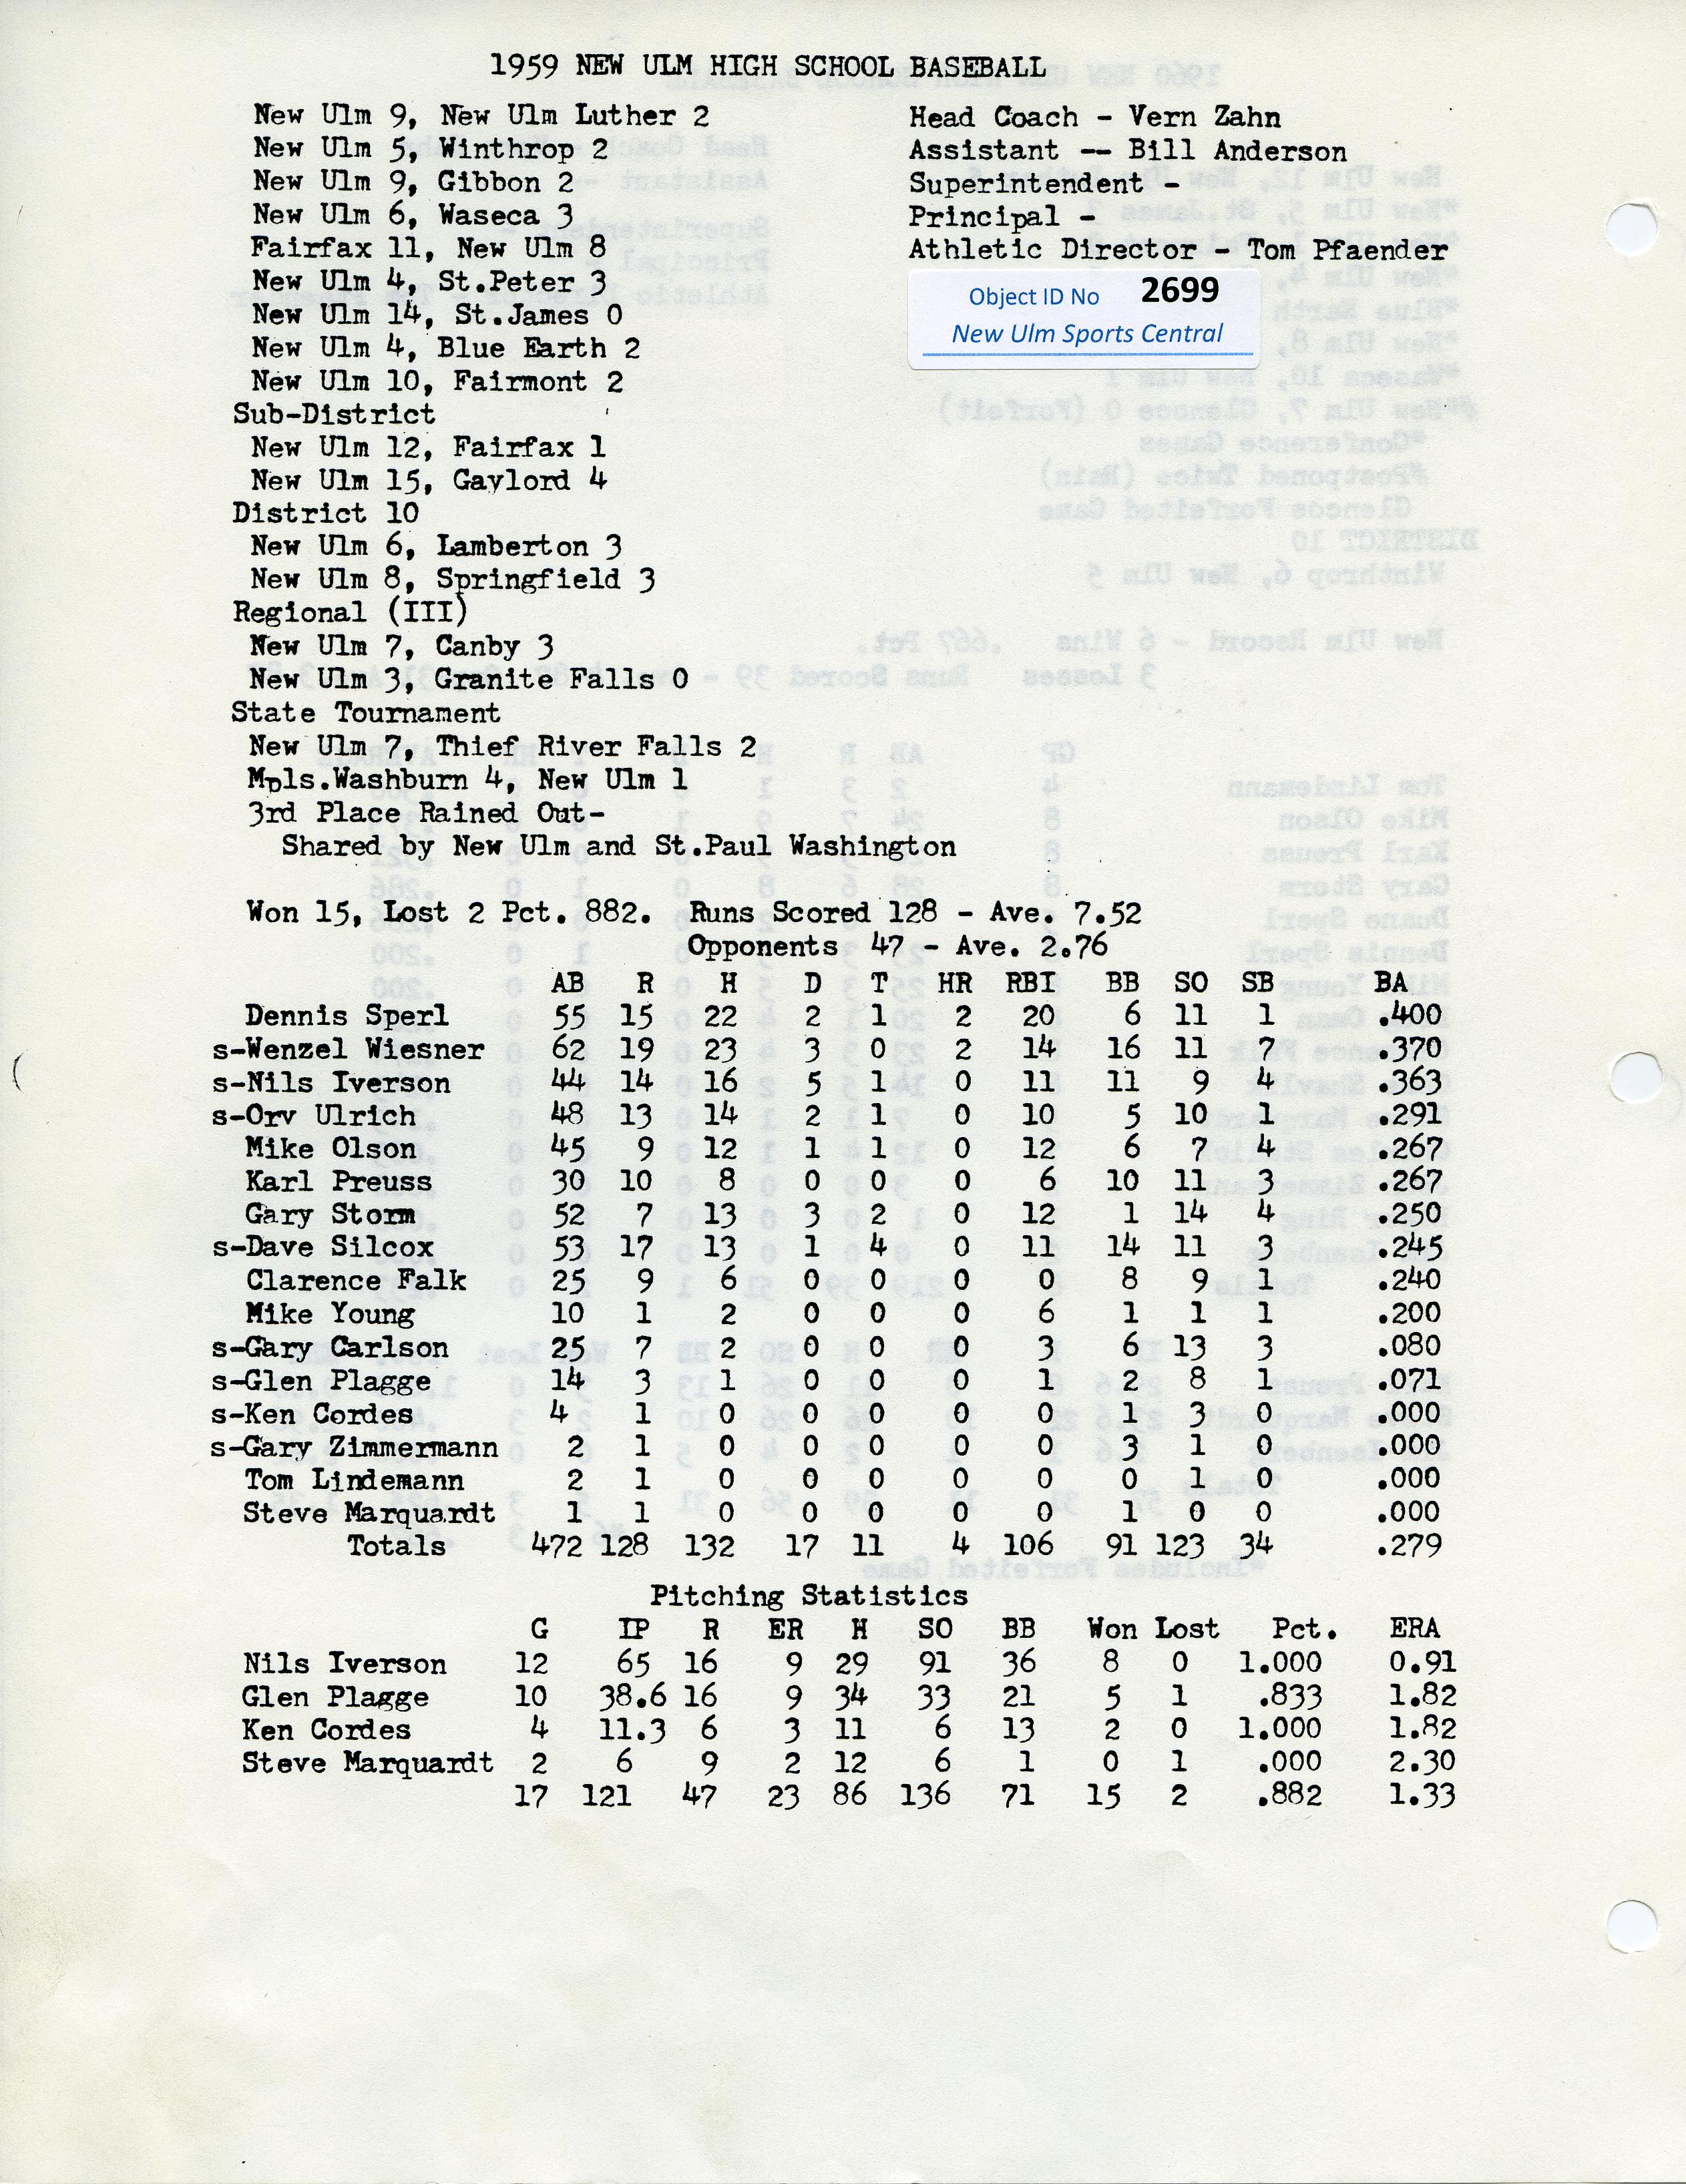 1959 NEW ULM HIGH SCHOOL BASEBALL
New Ulm 9, New Ulm Luther 2
New Ulm 5, Winthrop 2
New Ulm 9, Gibbon 2
New Ulm 6, Waseca 3
Fairfax 11, New Ulm 8
New Ulm 4, St.Peter 3
New Ulm 14, St.James 0
New Ulm 4, Blue Earth 2
New Ulm 10, Fairmont 2
Head Coach - Vern Zahn
Assistant -- Bill Anderson
Superintendent -
Principal -
Athletic Director - Tom Pfaender
Object ID No 2699
New Ulm Sports Central
Sub-District
New Ulm 12, Fairfax 1
New Ulm 15, Gaylord 4
District 10
New Ulm 6, Lamberton 3
New Ulm 8, Springfield 3
Regional (III)
New Ulm 7, Canby 3
New Ulm 3, Granite Falls 0
State Tournament
New Ulm 7, Thief River Falls 2
Mpls.Washburn 4, New Ulm 1
3rd Place Rained Out-
Shared by New Ulm and St.Paul Washington
Won 15, Lost 2 Pct. 882. Runs Scored 128 - Ave. 7.52
Opponents 47 - Ave. 2.76
AB R H D T HR RBI BB SO SB BA
Dennis Sperl 55 15 22 2 1 2 20 6 11 1 .400
s-Wenzel Wiesner 62 19 23 3 0 2 14 16 11 7 .370
s-Nils Iverson 44 14 16 5 1 0 11 11 9 4 .363
s-Orv Ulrich 48 13 14 2 1 0 10 5 10 1 .291
Mike Olson 45 9 12 1 1 0 12 6 7 4 .267
Karl Preuss 30 10 8 0 0 0 6 10 11 3 .267
Gary Storm 52 7 13 3 2 0 12 1 14 4 .250
s-Dave Silcox 53 17 13 1 4 0 11 14 11 3 .245
Clarence Falk 25 9 6 0 0 0 0 8 9 1 .240
Mike Young 10 1 2 0 0 0 6 1 1 1 .200
s-Gary Carlson 25 7 2 0 0 0 3 6 13 3 .080
s-Glen Plagge 14 3 1 0 0 0 1 2 8 1 .071
s-Ken Cordes 4 1 0 0 0 0 0 1 3 0 .000
s-Gary Zimmermann 2 1 0 0 0 0 0 3 1 0 .000
Tom Lindemann 2 1 0 0 0 0 0 0 1 0 .000
Steve Marquardt 1 1 0 0 0 0 0 1 0 0 .000
Totals 472 128 132 17 11 4 106 91 123 34 .279
Pitching Statistics
G IP R ER H SO BB Won Lost Pct. ERA
Nils Iverson 12 65 16 9 29 91 36 8 0 1.000 0.91
Glen Plagge 10 38.6 16 9 34 33 21 5 1 .833 1.82
Ken Cordes 4 11.3 6 3 11 6 13 2 0 1.000 1.82
Steve Marquardt 2 6 9 2 12 6 1 0 1 .000 2.30
17 121 47 23 86 136 71 15 2 .882 1.33